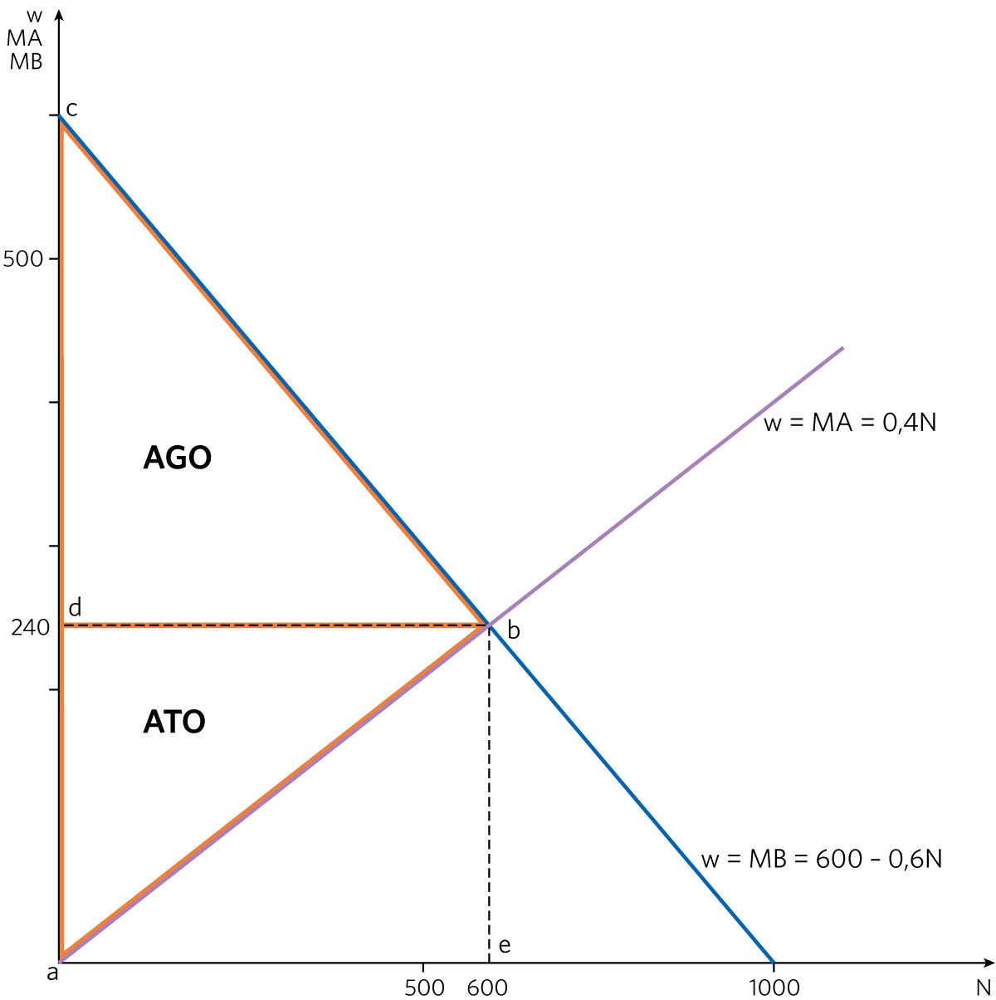 w
MA
MB
c
500
AGO
w = MA = 0,4N
d
240
b
ATO
w = MB = 600 - 0,6N
e
a
500 600 1000 N